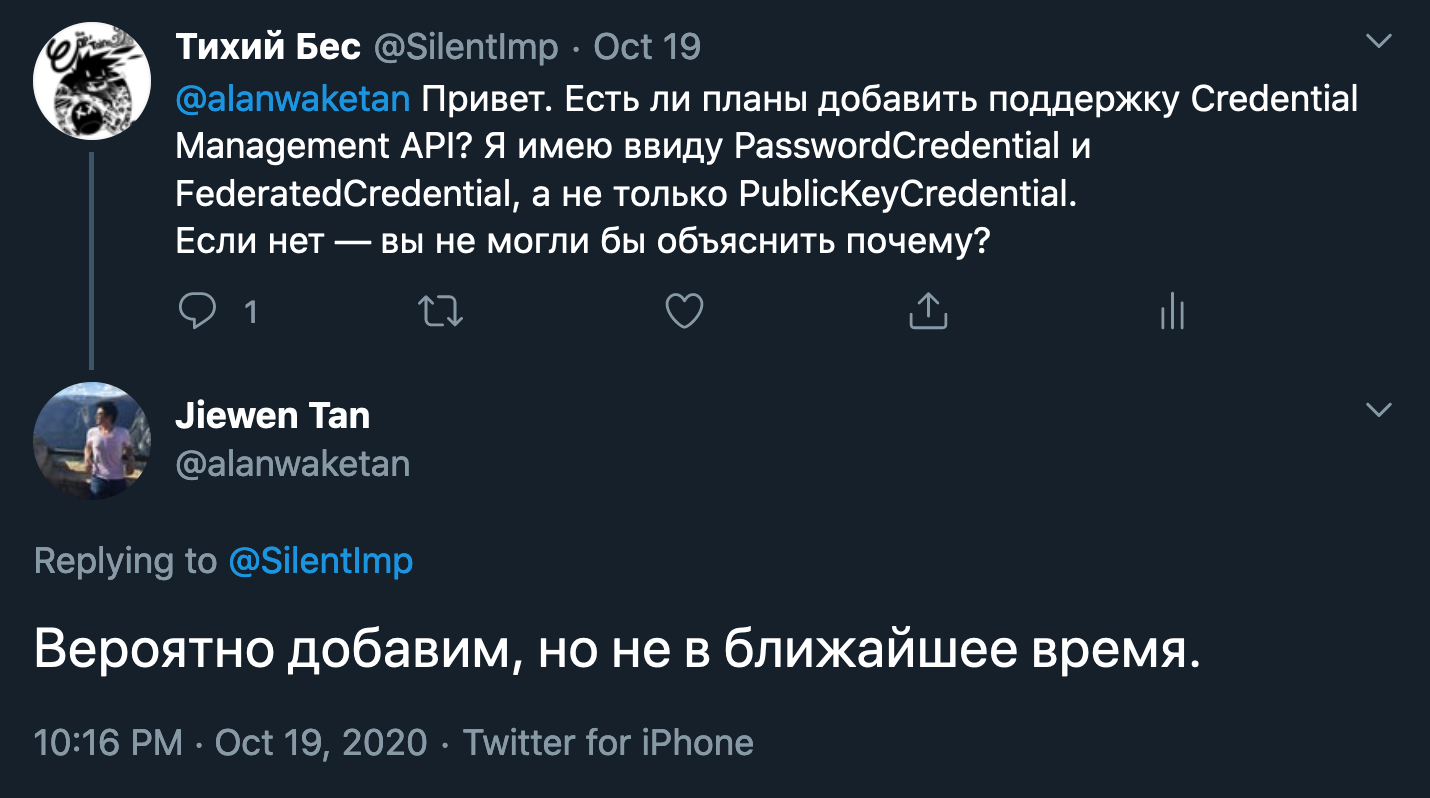 Тихий Бес @SilentImp · Oct 19
@alanwaketan Привет. Есть ли планы добавить поддержку Credential
Management API? Я имею ввиду PasswordCredential и
FederatedCredential, а не только PublicKeyCredential.
Если нет — вы не могли бы объяснить почему?
1
Jiewen Tan
@alanwaketan
Replying to @SilentImp
Вероятно добавим, но не в ближайшее время.
10:16 PM · Oct 19, 2020 · Twitter for iPhone